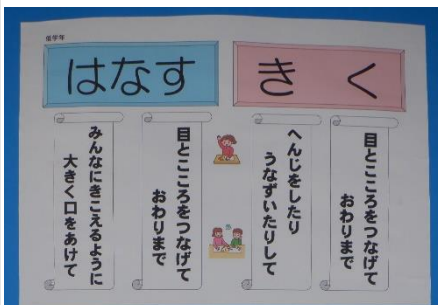 低学年
はなす
きく
目とこころをつなげて
おわりまで
へんじをしたり
うなずいたりして
目とこころをつなげて
おわりまで
みんなにきこえるように
大きく口をあけて